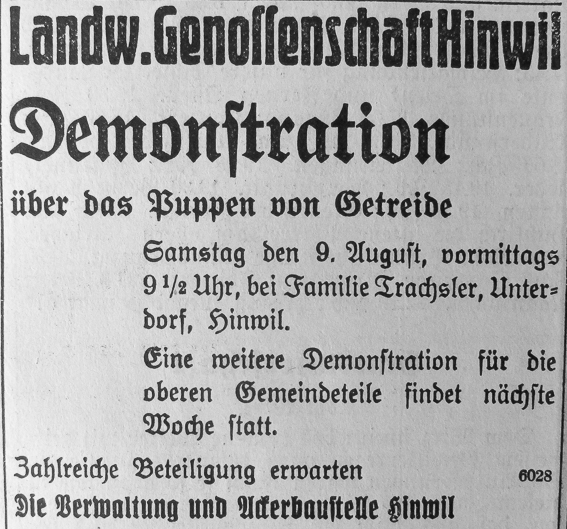 Landw. Genossenschaft Hinwil
Demonstration
über das Puppen von Getreide
Samstag den 9. August, vormittags
9 1/2 Uhr, bei Familie Trachsler, Unter-
dorf, Hinwil.
Eine weitere Demonstration für die
oberen Gemeindeteile findet nächste
Woche statt.
Zahlreiche Beteiligung erwarten 6028
Die Verwaltung und Ackerbaustelle Hinwil